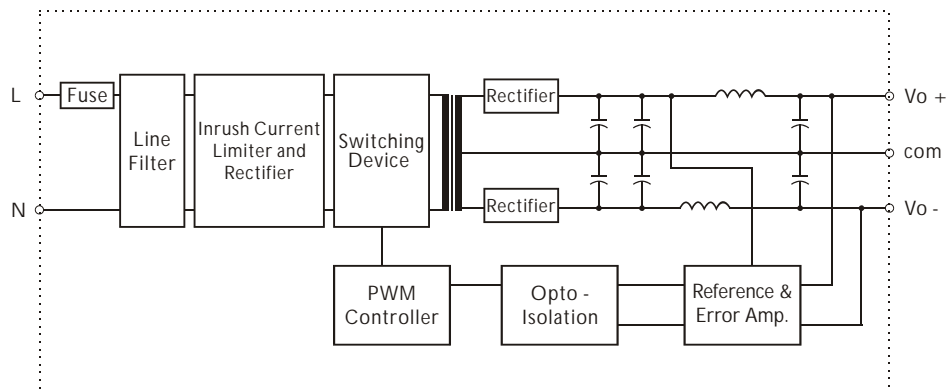 L
Fuse
Line
Filter
Inrush Current
Limiter and
Rectifier
Switching
Device
Rectifier
Vo +
com
N
Rectifier
Vo -
PWM
Controller
Opto -
Isolation
Reference &
Error Amp.